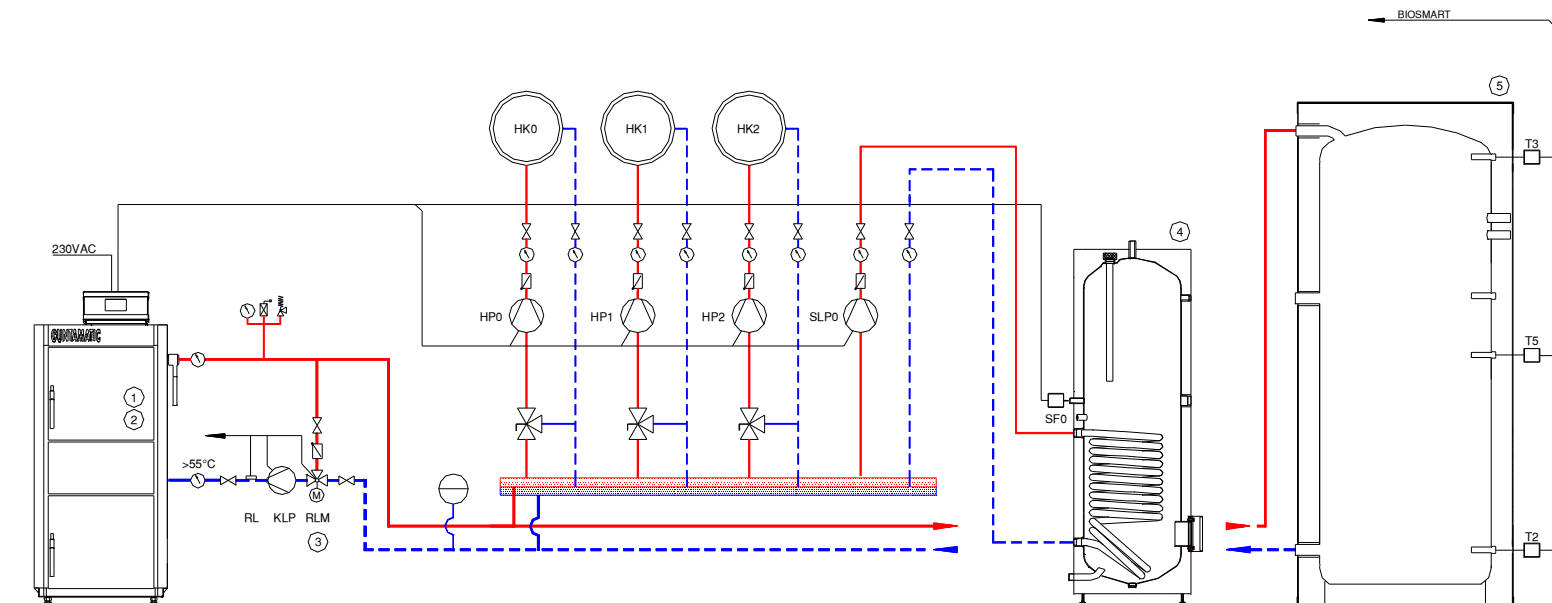 BIOSMART
5
HK0 HK1 HK2
T3
4
230VAC
HP0 HP1 HP2 SLP0
GUNTAMATIC
T5
1
2
SF0
>55°C
M
RL KLP RLM
3
T2